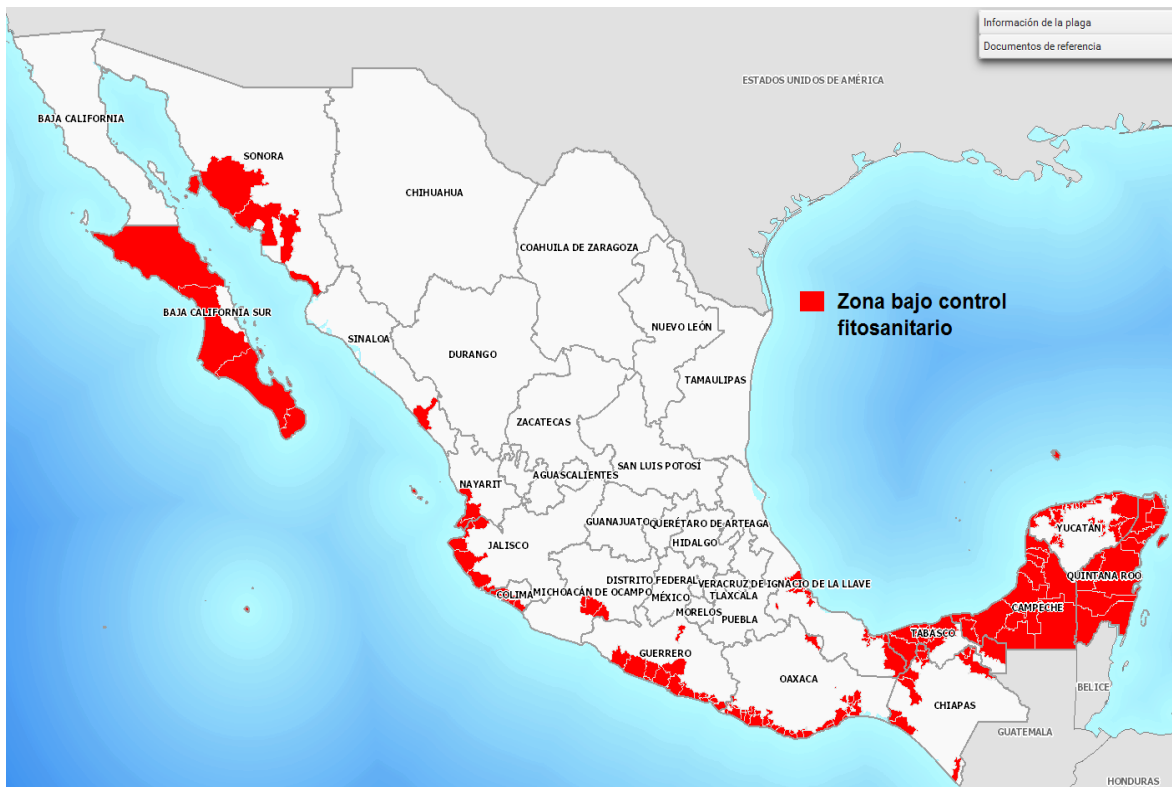 Información de la plaga
Documentos de referencia
ESTADOS UNIDOS DE AMÉRICA
BAJA CALIFORNIA
SONORA
CHIHUAHUA
COAHUILA DE ZARAGOZA
Zona bajo control
fitosanitario
BAJA CALIFORNIA SUR
NUEVO LEÓN
SINALOA
DURANGO
TAMAULIPAS
ZACATECAS
SAN LUIS POTOSI
AGUASCALIENTES
NAYARIT
GUANAJUATO
QUERÉTARO DE ARTEAGA
YUCATÁN
HIDALGO
JALISCO
QUINTANA ROO
DISTRITO FEDERAL
VERACRUZ DE IGNACIO DE LA LLAVE
COLIMA
MICHOACÁN DE OCAMPO
MÉXICO
TLAXCALA
CAMPECHE
MORELOS
PUEBLA
TABASCO
GUERRERO
OAXACA
BELICE
CHIAPAS
GUATEMALA
HONDURAS